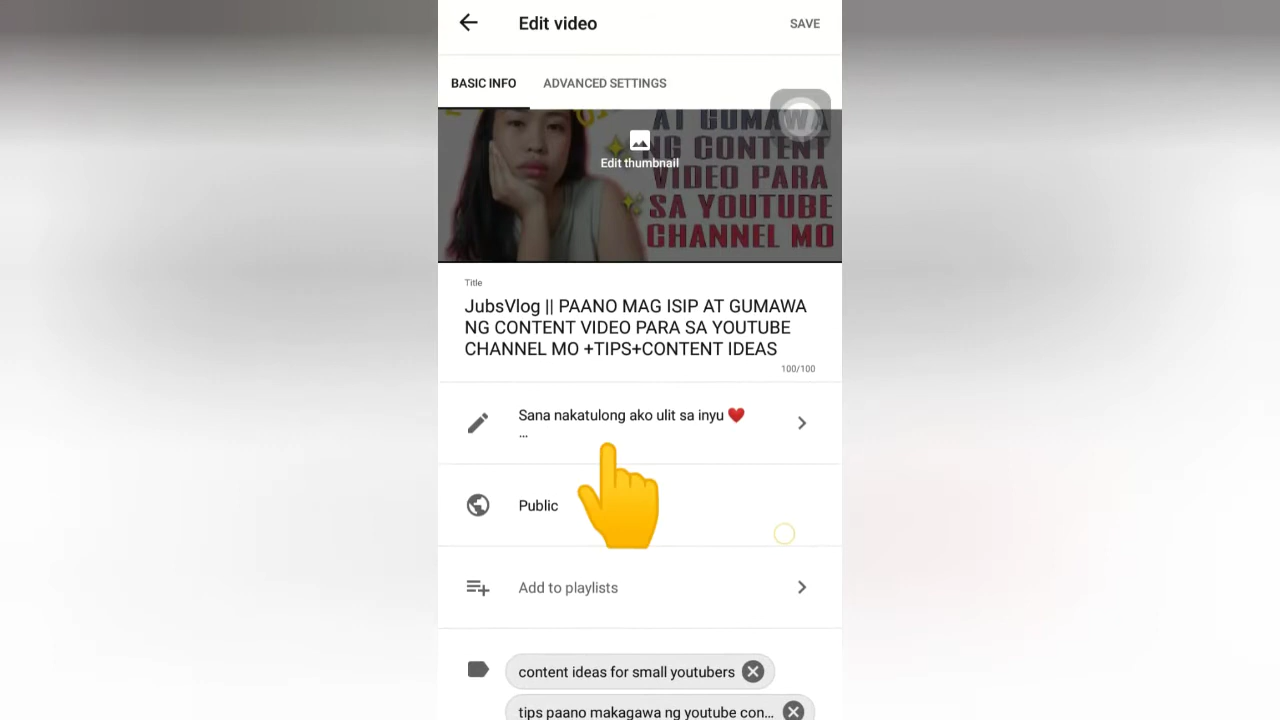 Edit video
SAVE
BASIC INFO
ADVANCED SETTINGS
AT GUMAWA
NG CONTENT
VIDEO PARA
SA YOUTUBE
CHANNEL MO
Edit thumbnail
Title
JubsVlog || PAANO MAG ISIP AT GUMAWA
NG CONTENT VIDEO PARA SA YOUTUBE
CHANNEL MO +TIPS+CONTENT IDEAS
100/100
Sana nakatulong ako ulit sa inyu ❤️
...
Public
Add to playlists
content ideas for small youtubers
tips paano makagawa ng youtube con...